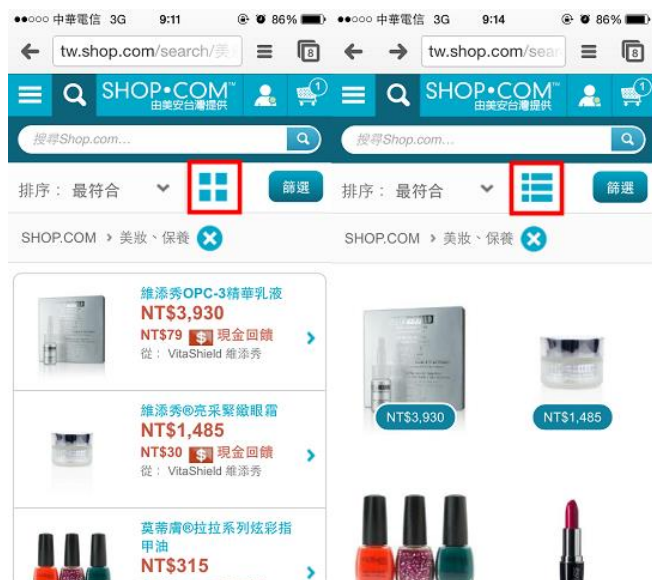 中華電信 3G 9:11 86%
tw.shop.com/search/美
8
SHOP•COM™
由美安台灣提供
1
搜尋Shop.com...
排序： 最符合
篩選
SHOP.COM › 美妝、保養
維添秀OPC-3精華乳液
NT$3,930
NT$79 $ 現金回饋
從： VitaShield 維添秀
維添秀®亮采緊緻眼霜
NT$1,485
NT$30 $ 現金回饋
從： VitaShield 維添秀
莫蒂膚®拉拉系列炫彩指
甲油
NT$315
中華電信 3G 9:14 86%
tw.shop.com/sear
8
SHOP•COM™
由美安台灣提供
1
搜尋Shop.com...
排序： 最符合
篩選
SHOP.COM › 美妝、保養
NT$3,930
NT$1,485